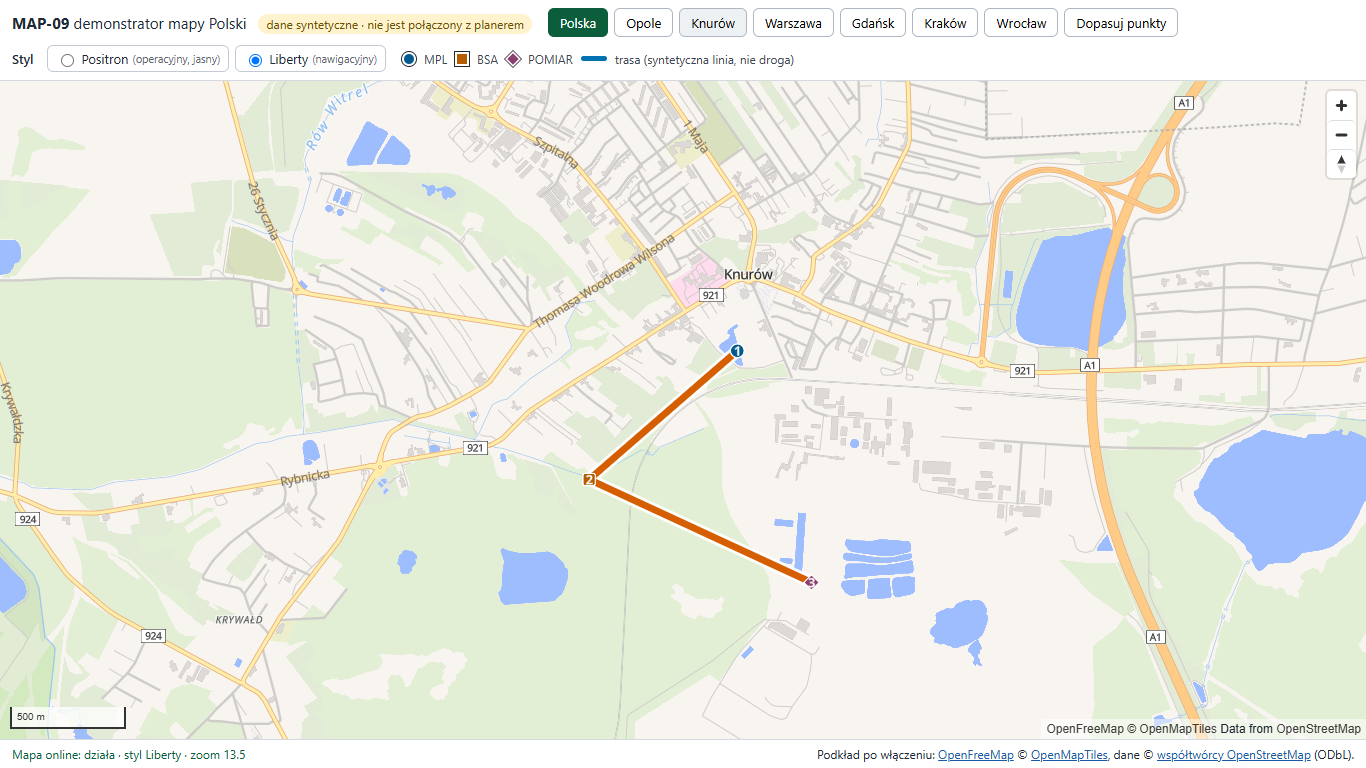 MAP-09 demonstrator mapy Polski
dane syntetyczne · nie jest połączony z planerem
Polska
Opole
Knurów
Warszawa
Gdańsk
Kraków
Wrocław
Dopasuj punkty
Styl
Positron (operacyjny, jasny)
Liberty (nawigacyjny)
MPL
BSA
POMIAR
trasa (syntetyczna linia, nie droga)
Rów Witrel
Szpitalna
1 Maja
A1
26 Stycznia
Thomasa Woodrowa Wilsona
Knurów
921
1
921
A1
Krywałdzka
921
Rybnicka
2
924
3
KRYWAŁD
924
A1
500 m
OpenFreeMap © OpenMapTiles Data from OpenStreetMap
Mapa online: działa · styl Liberty · zoom 13.5
Podkład po włączeniu: OpenFreeMap © OpenMapTiles, dane © współtwórcy OpenStreetMap (ODbL).